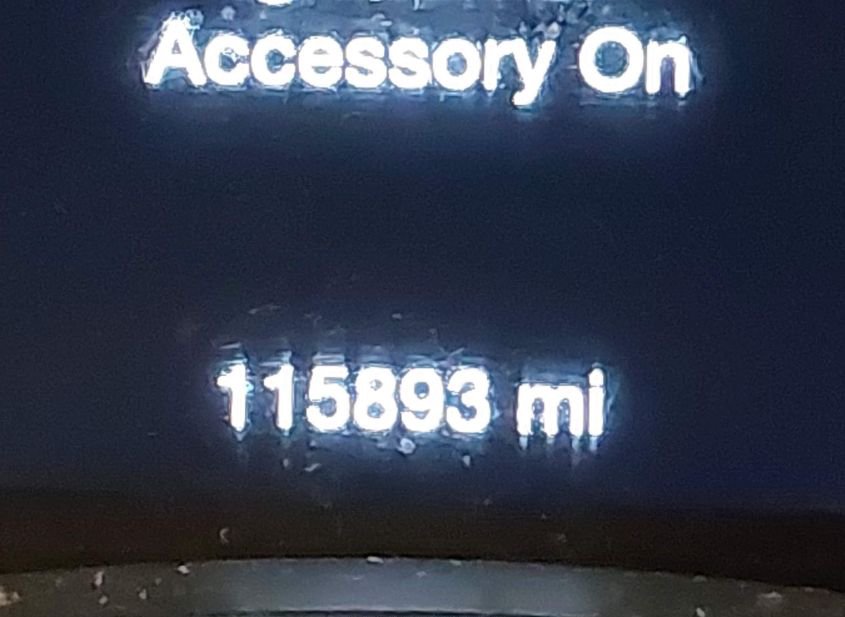 Accessory On
115893 mi